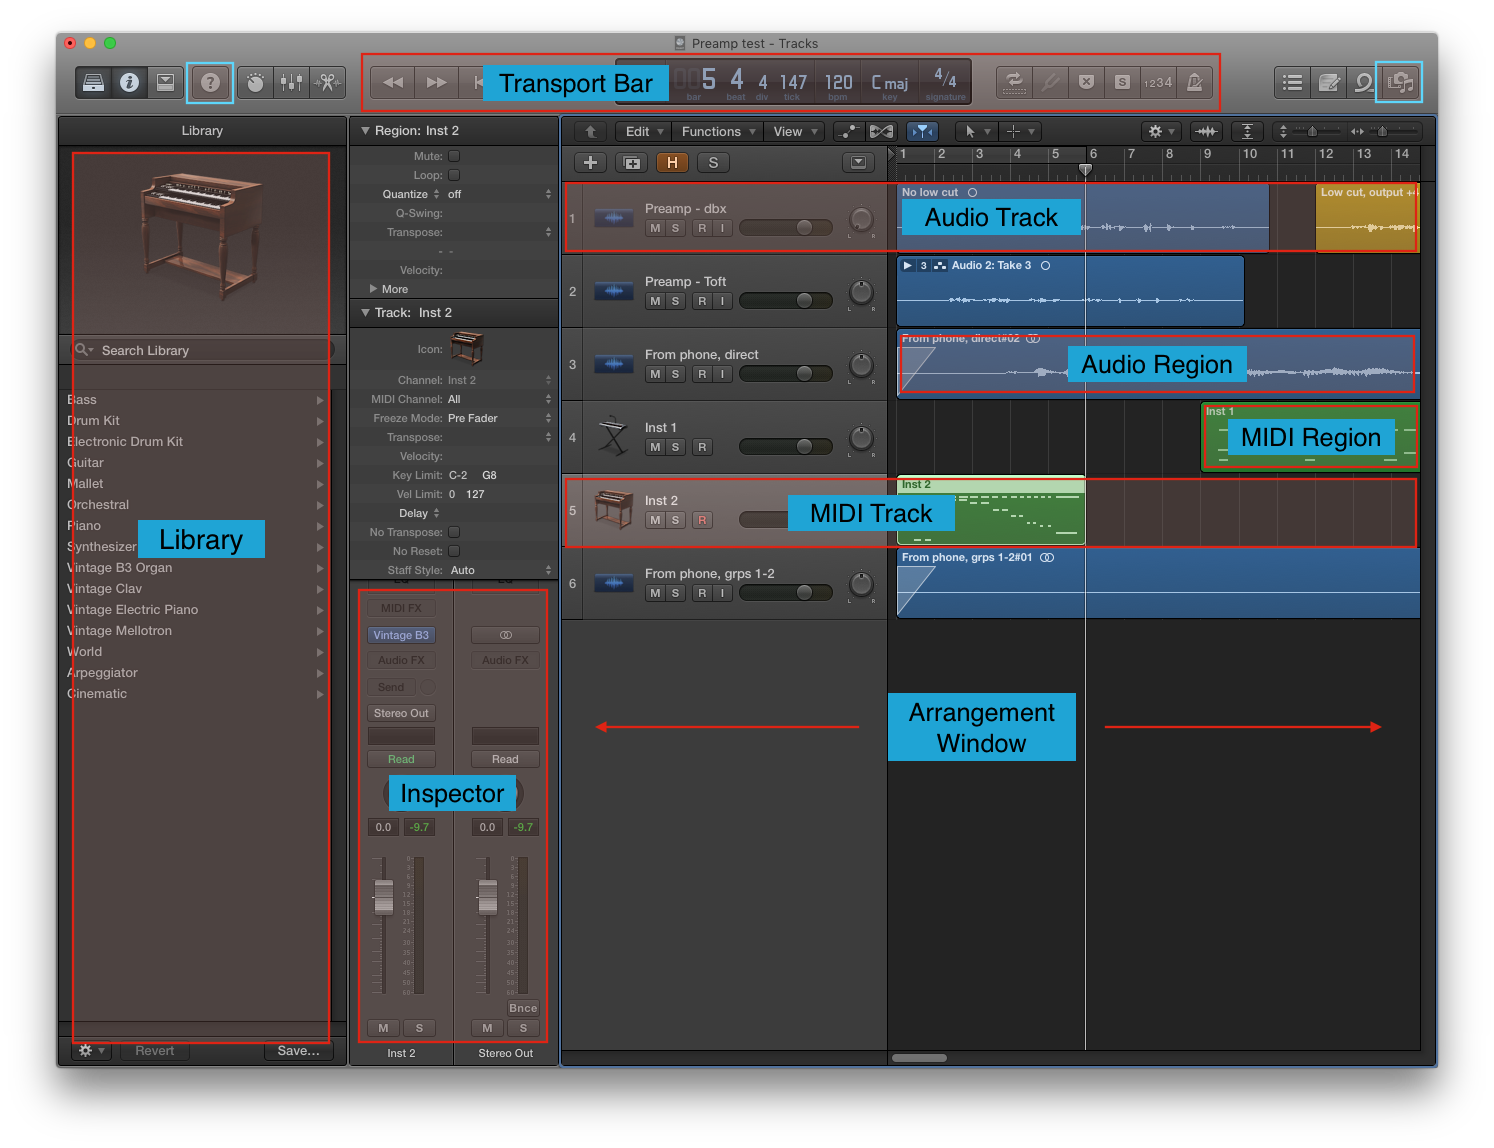 Preamp test - Tracks
Transport Bar
5 4 4 147 120 C maj 4/4
bar beat div tick bpm key signature
1234
Library
Region: Inst 2
Mute:
Loop:
Quantize off
Q-Swing:
Transpose:
- -
Velocity:
More
Track: Inst 2
Icon:
Channel: Inst 2
MIDI Channel: All
Freeze Mode: Pre Fader
Transpose:
Velocity:
Key Limit: C-2 G8
Vel Limit: 0 127
Delay
No Transpose:
No Reset:
Staff Style: Auto
Search Library
Bass
Drum Kit
Electronic Drum Kit
Guitar
Mallet
Orchestral
Piano
Synthesizer
Vintage B3 Organ
Vintage Clav
Vintage Electric Piano
Vintage Mellotron
World
Arpeggiator
Cinematic
Library
Revert
Save...
EQ
MIDI FX
Vintage B3
Audio FX
Audio FX
Send
Stereo Out
Read
Read
Inspector
0.0 -9.7
0.0 -9.7
Bnce
M S
M S
Inst 2
Stereo Out
Edit Functions View
H S
1 2 3 4 5 6 7 8 9 10 11 12 13 14
1 Preamp - dbx
M S R I
L R
No low cut
Audio Track
Low cut, output +4
2 Preamp - Toft
M S R I
L R
3 Audio 2: Take 3
3 From phone, direct
M S R I
L R
From phone, direct#02
Audio Region
4 Inst 1
M S R
L R
Inst 1
MIDI Region
5 Inst 2
M S R
MIDI Track
Inst 2
6 From phone, grps 1-2
M S R I
L R
From phone, grps 1-2#01
Arrangement
Window